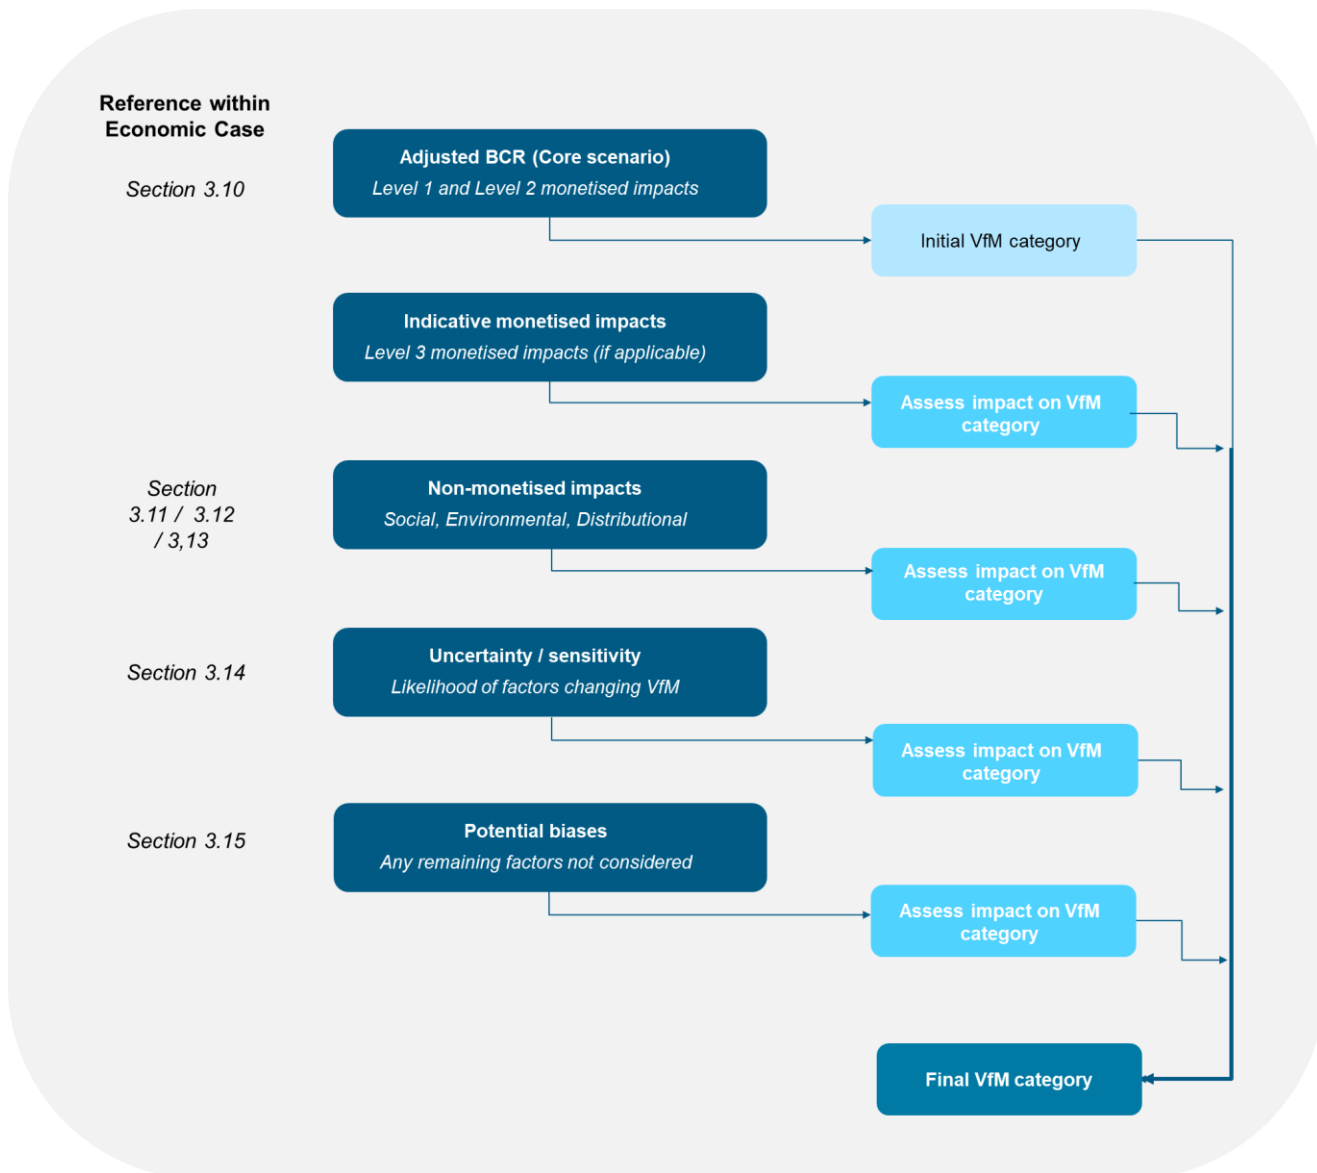 Reference within
Economic Case
Section 3.10
Adjusted BCR (Core scenario)
Level 1 and Level 2 monetised impacts
Initial VfM category
Indicative monetised impacts
Level 3 monetised impacts (if applicable)
Assess impact on VfM
category
Section
3.11 / 3.12
/ 3,13
Non-monetised impacts
Social, Environmental, Distributional
Assess impact on VfM
category
Section 3.14
Uncertainty / sensitivity
Likelihood of factors changing VfM
Assess impact on VfM
category
Section 3.15
Potential biases
Any remaining factors not considered
Assess impact on VfM
category
Final VfM category